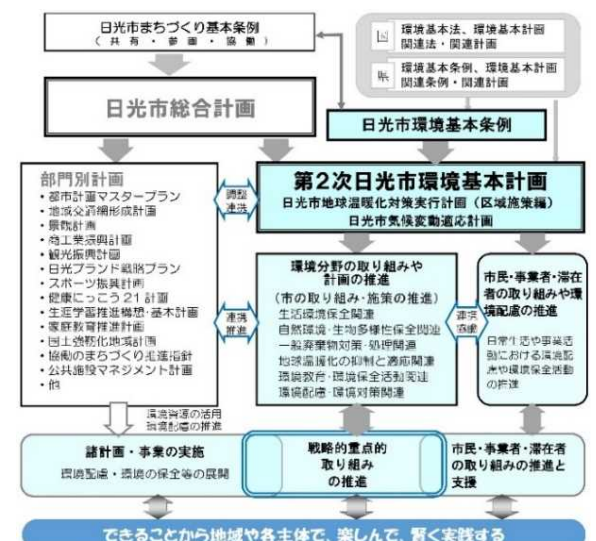 日光市まちづくり基本条例
(共有・参画・協働)
国
環境基本法、環境基本計画
関連法・関連計画
県
環境基本条例、環境基本計画
関連条例・関連計画
日光市総合計画
日光市環境基本条例
部門別計画
・都市計画マスタープラン
・地域交通網形成計画
・景観計画
・商工業振興計画
・観光振興計画
・日光ブランド戦略プラン
・スポーツ振興計画
・健康にっこう21計画
・生涯学習推進構想・基本計画
・家庭教育推進計画
・国土強靭化地域計画
・協働のまちづくり推進指針
・公共施設マネジメント計画
・他
調整
連携
第2次日光市環境基本計画
日光市地球温暖化対策実行計画(区域施策編)
日光市気候変動適応計画
連携
推進
環境分野の取り組みや
計画の推進
(市の取り組み・施策の推進)
生活環境保全関連
自然環境・生物多様性保全関連
一般廃棄物対策・処理関連
地球温暖化の抑制と適応関連
環境教育・環境保全活動関連
環境配慮・環境対策関連
連携
協働
市民・事業者・滞在
者の取り組みや環
境配慮の推進
日常生活や事業活
動における環境配
慮や環境保全活動
の推進
環境資源の活用
環境配慮の推進
諸計画・事業の実施
環境配慮・環境の保全等の展開
戦略的重点的
取り組み
の推進
市民・事業者・滞在者
の取り組みの推進と
支援
できることから地域や各主体で、楽しんで、賢く実践する